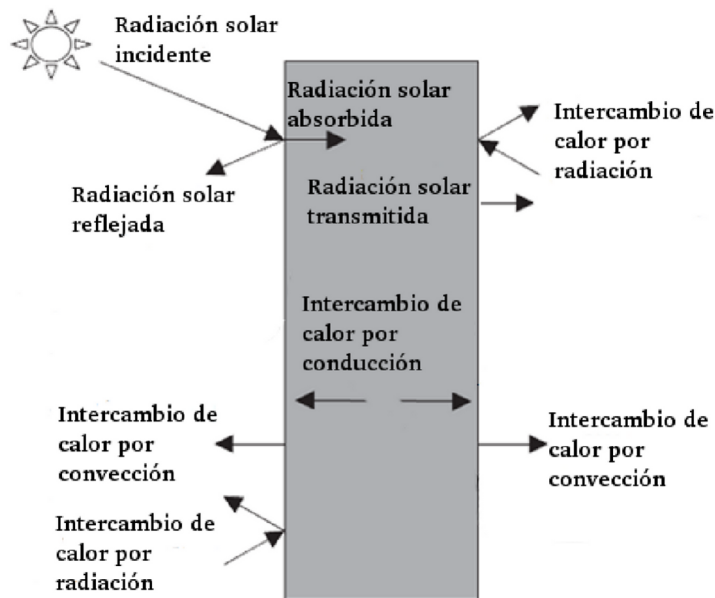 Radiación solar
incidente
Radiación solar
absorbida
Intercambio de
calor por
radiación
Radiación solar
reflejada
Radiación solar
transmitida
Intercambio de
calor por
conducción
Intercambio de
calor por
convección
Intercambio de
calor por
convección
Intercambio de
calor por
radiación